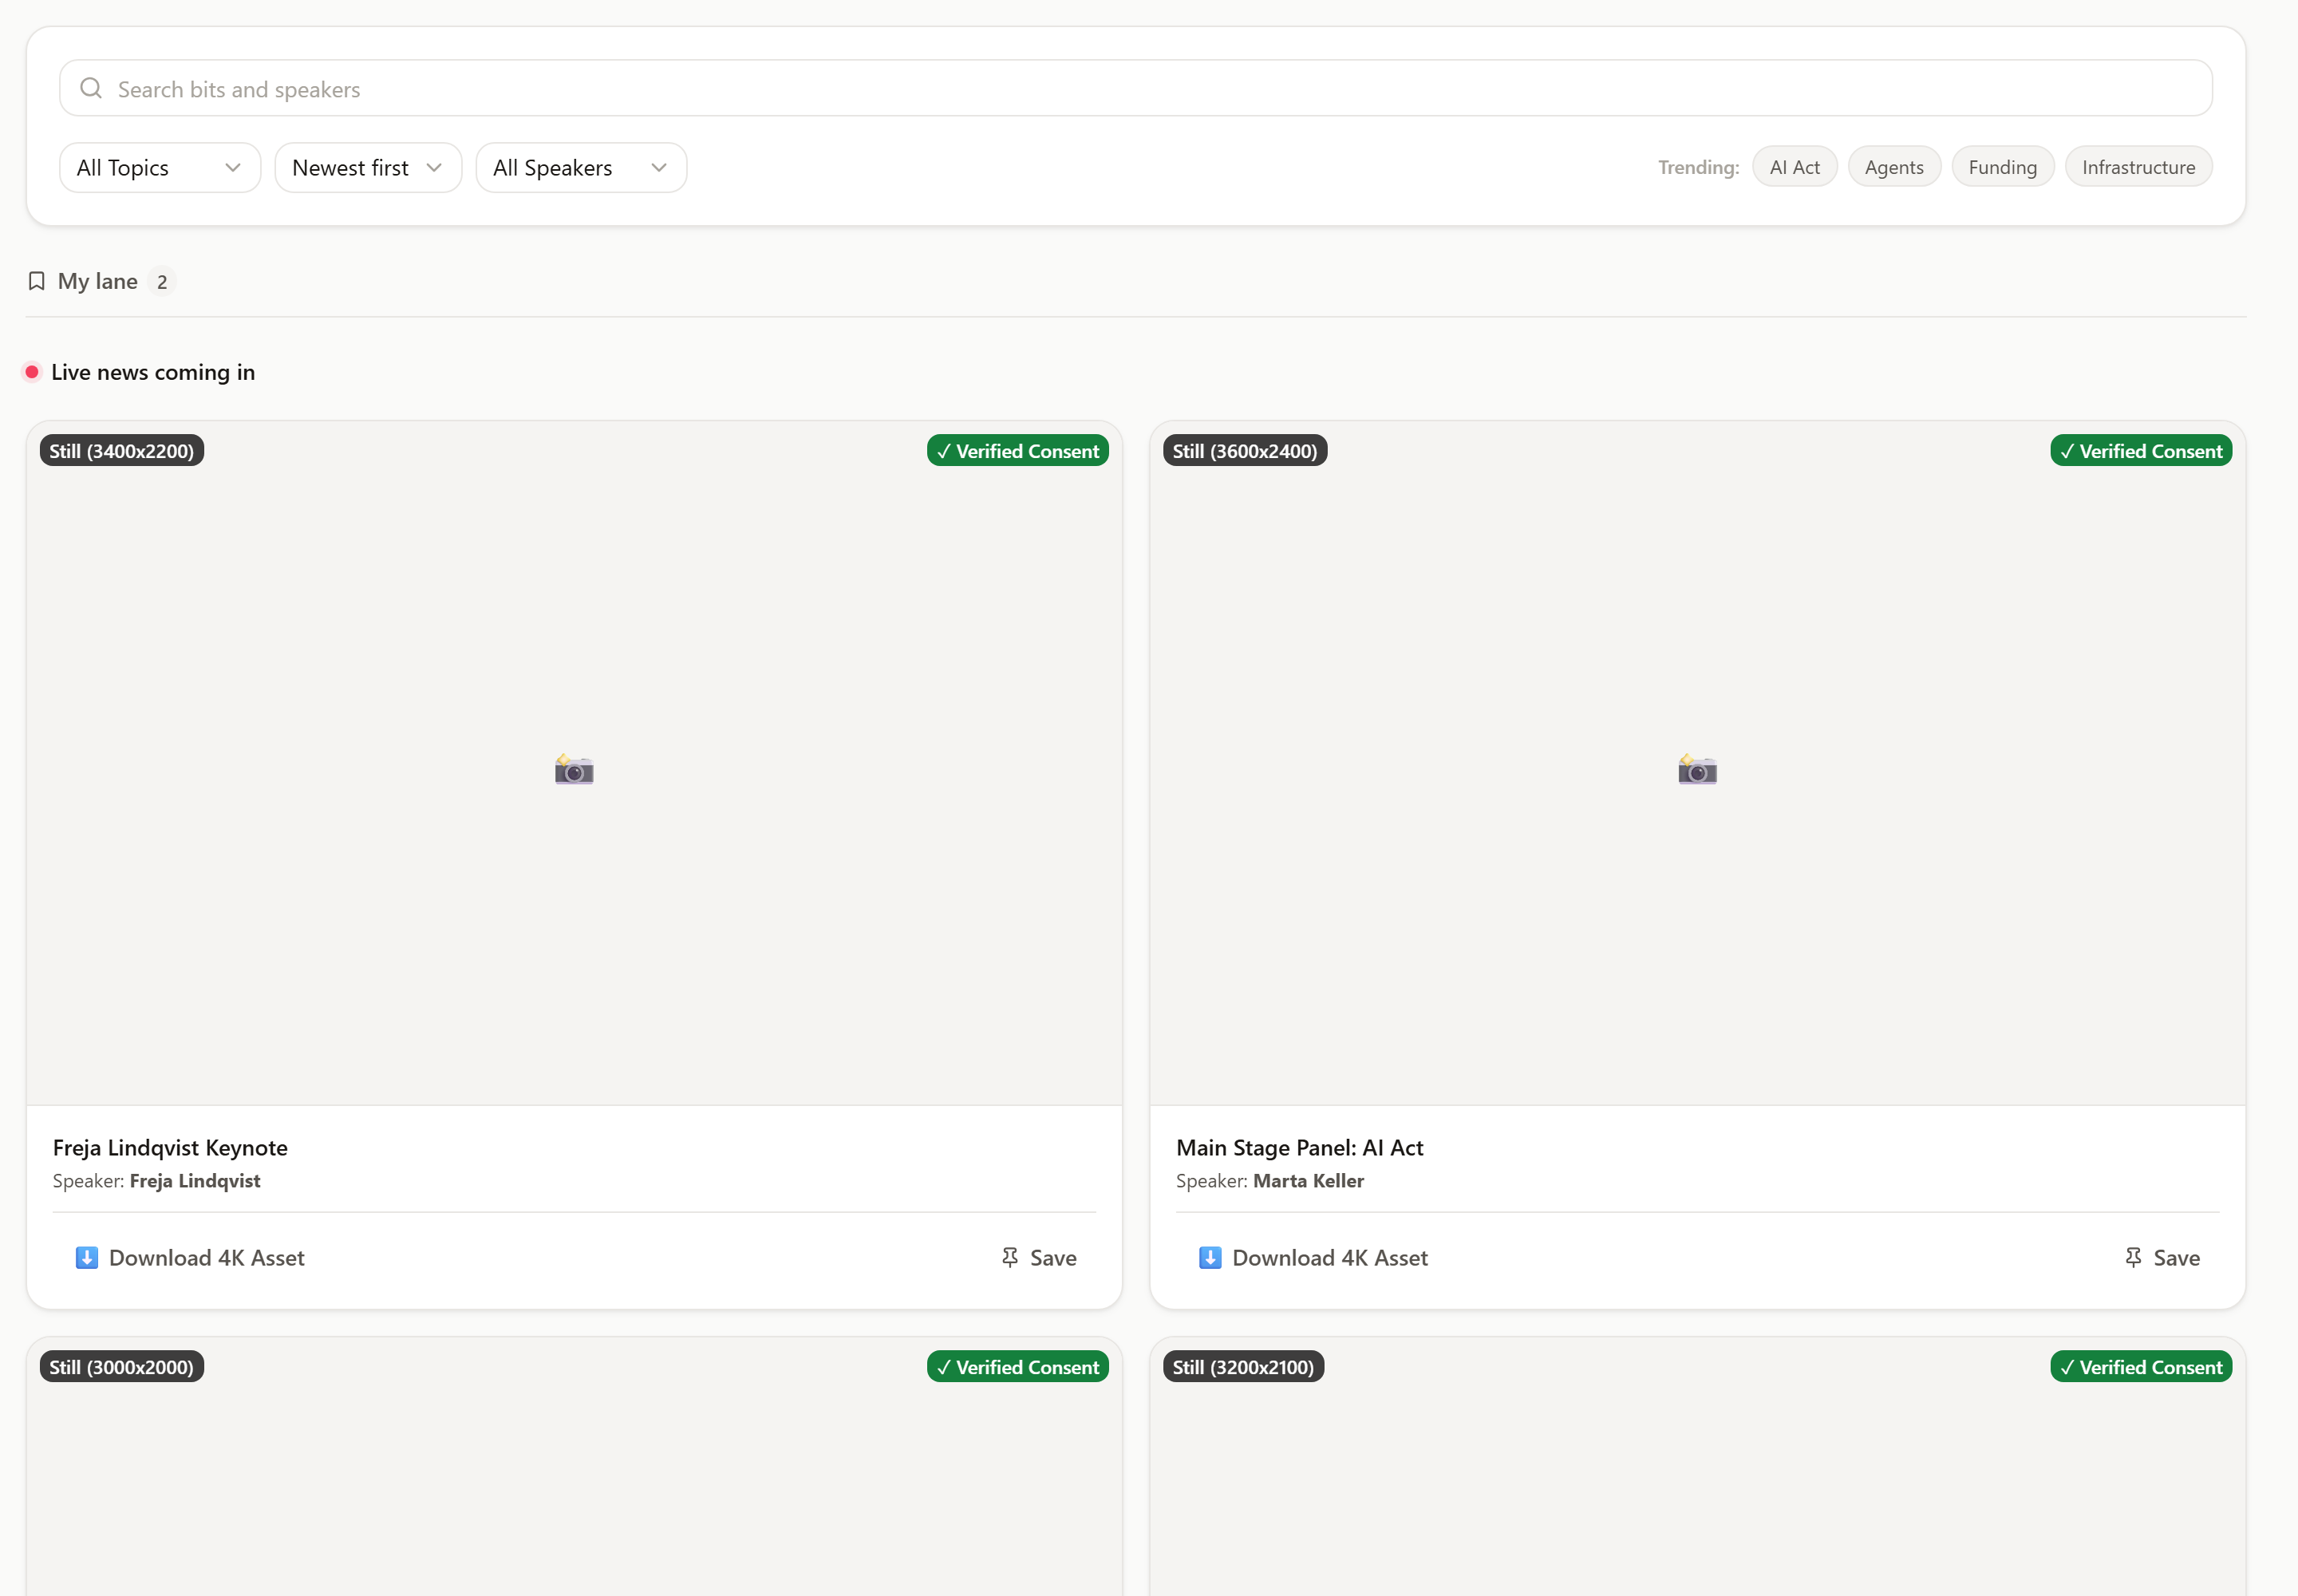 Search bits and speakers
All Topics
Newest first
All Speakers
Trending:
AI Act
Agents
Funding
Infrastructure
My lane 2
Live news coming in
Still (3400x2200)
✓ Verified Consent
Still (3600x2400)
✓ Verified Consent
Freja Lindqvist Keynote
Speaker: Freja Lindqvist
Download 4K Asset
Save
Main Stage Panel: AI Act
Speaker: Marta Keller
Download 4K Asset
Save
Still (3000x2000)
✓ Verified Consent
Still (3200x2100)
✓ Verified Consent